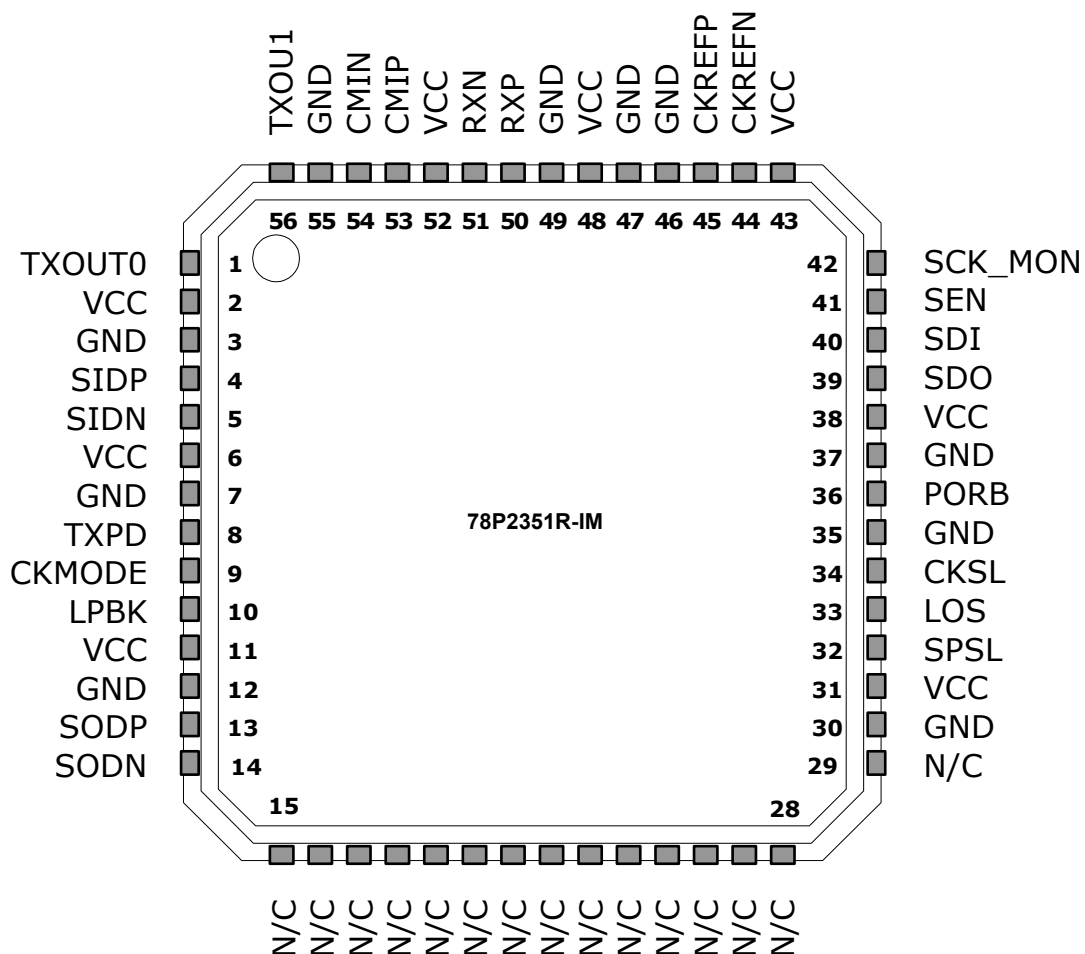 TXOU1
GND
CMIN
CMIP
VCC
RXN
RXP
GND
VCC
GND
GND
CKREFP
CKREFN
VCC
56 55 54 53 52 51 50 49 48 47 46 45 44 43
TXOUT0 1 42 SCK_MON
VCC 2 41 SEN
GND 3 40 SDI
SIDP 4 39 SDO
SIDN 5 38 VCC
VCC 6 37 GND
GND 7 36 PORB
78P2351R-IM
TXPD 8 35 GND
CKMODE 9 34 CKSL
LPBK 10 33 LOS
VCC 11 32 SPSL
GND 12 31 VCC
SODP 13 30 GND
SODN 14 29 N/C
15 28
N/C
N/C
N/C
N/C
N/C
N/C
N/C
N/C
N/C
N/C
N/C
N/C
N/C
N/C